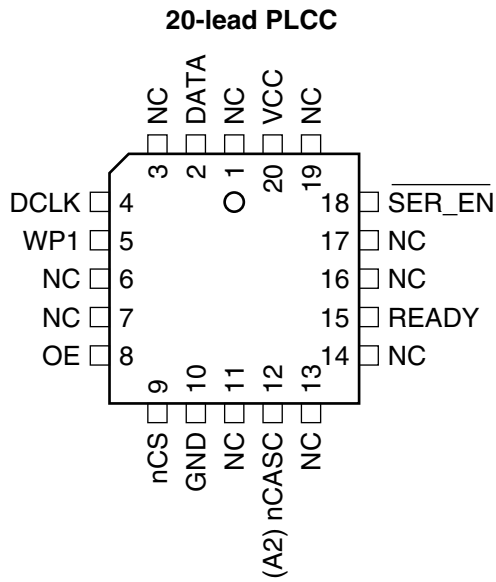 20-lead PLCC
NC
DATA
NC
VCC
NC
3
2
1
20
19
DCLK 4
18 SER_EN
WP1 5
17 NC
NC 6
16 NC
NC 7
15 READY
OE 8
14 NC
9
10
11
12
13
nCS
GND
NC
(A2) nCASC
NC